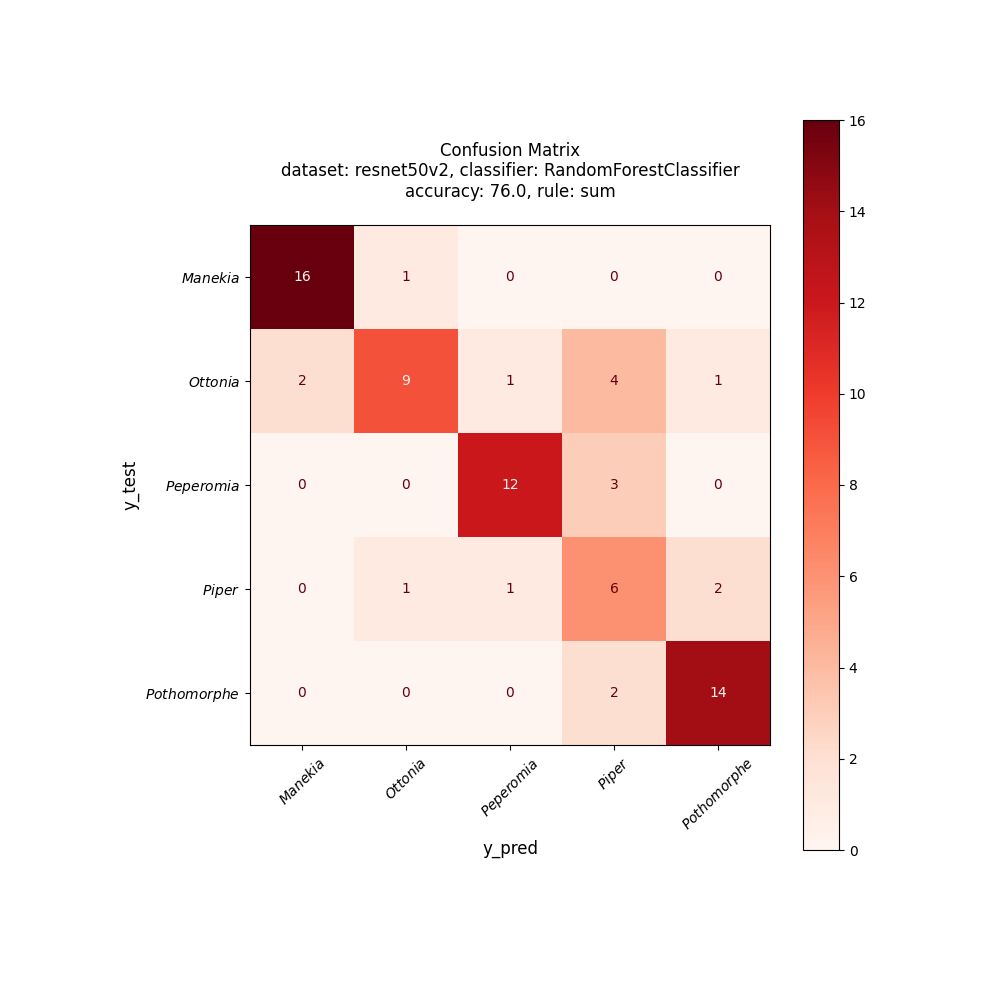 Confusion Matrix
dataset: resnet50v2, classifier: RandomForestClassifier
accuracy: 76.0, rule: sum
Manekia 16 1 0 0 0
Ottonia 2 9 1 4 1
Peperomia 0 0 12 3 0
Piper 0 1 1 6 2
Pothomorphe 0 0 0 2 14
y_test
Manekia Ottonia Peperomia Piper Pothomorphe
y_pred
16
14
12
10
8
6
4
2
0